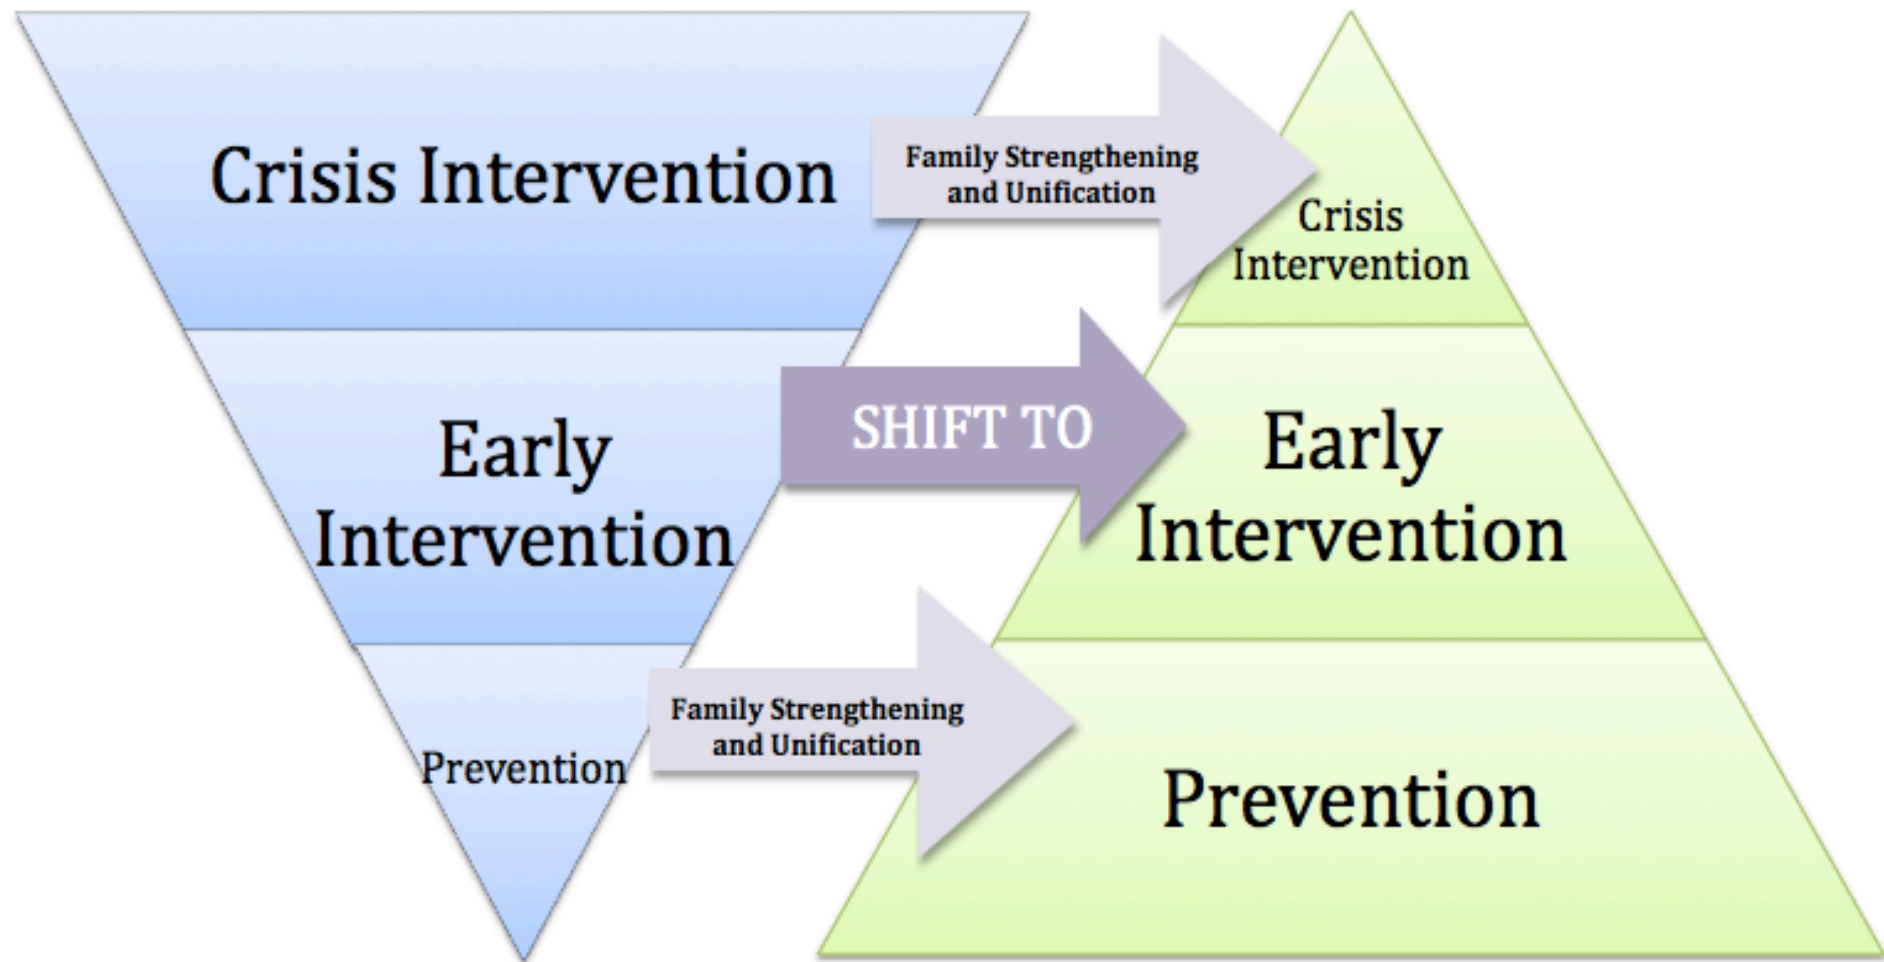 Crisis Intervention
Early
Intervention
Prevention
Family Strengthening
and Unification
SHIFT TO
Family Strengthening
and Unification
Crisis
Intervention
Early
Intervention
Prevention